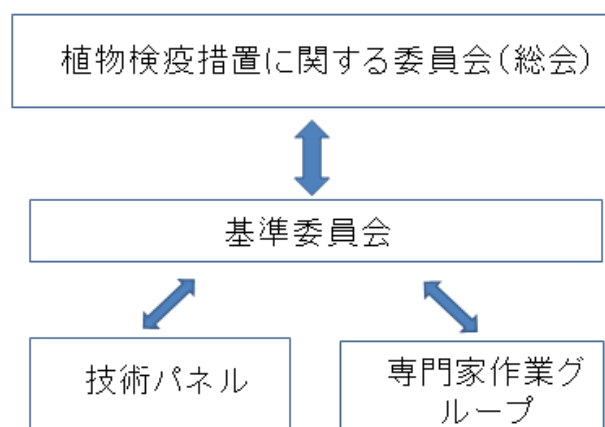 植物検疫措置に関する委員会(総会)
基準委員会
技術パネル
専門家作業グ
ループ